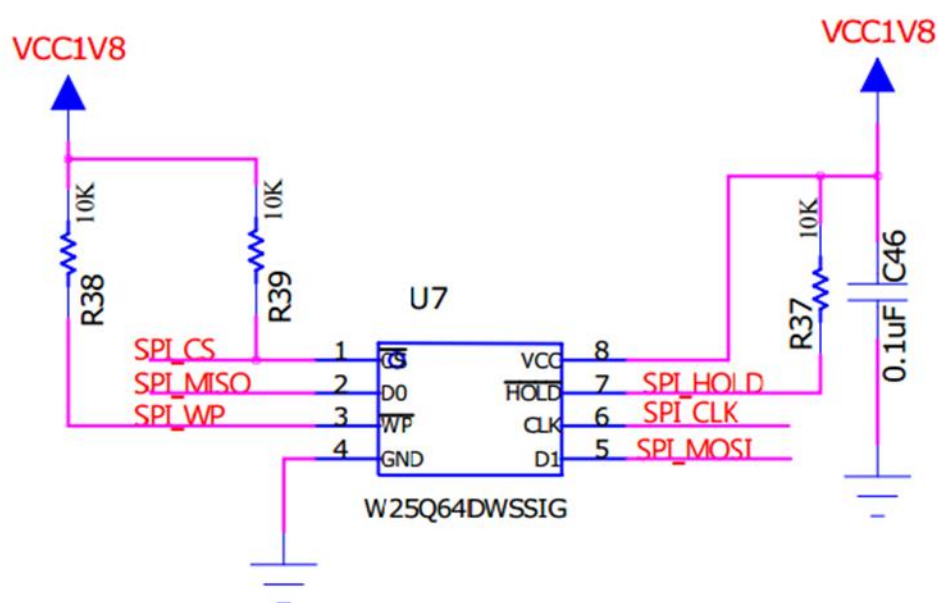 VCC1V8
VCC1V8
10K
R38
10K
R39
10K
R37
C46
0.1uF
U7
SPI_CS
1
CS
VCC
8
SPI_MISO
2
D0
HOLD
7
SPI_HOLD
SPI_WP
3
WP
CLK
6
SPI_CLK
4
GND
D1
5
SPI_MOSI
W25Q64DWSSIG